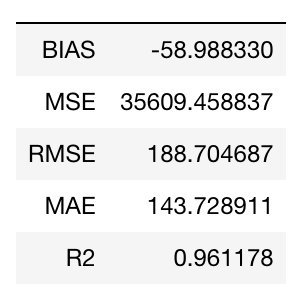 BIAS -58.988330
MSE 35609.458837
RMSE 188.704687
MAE 143.728911
R2 0.961178